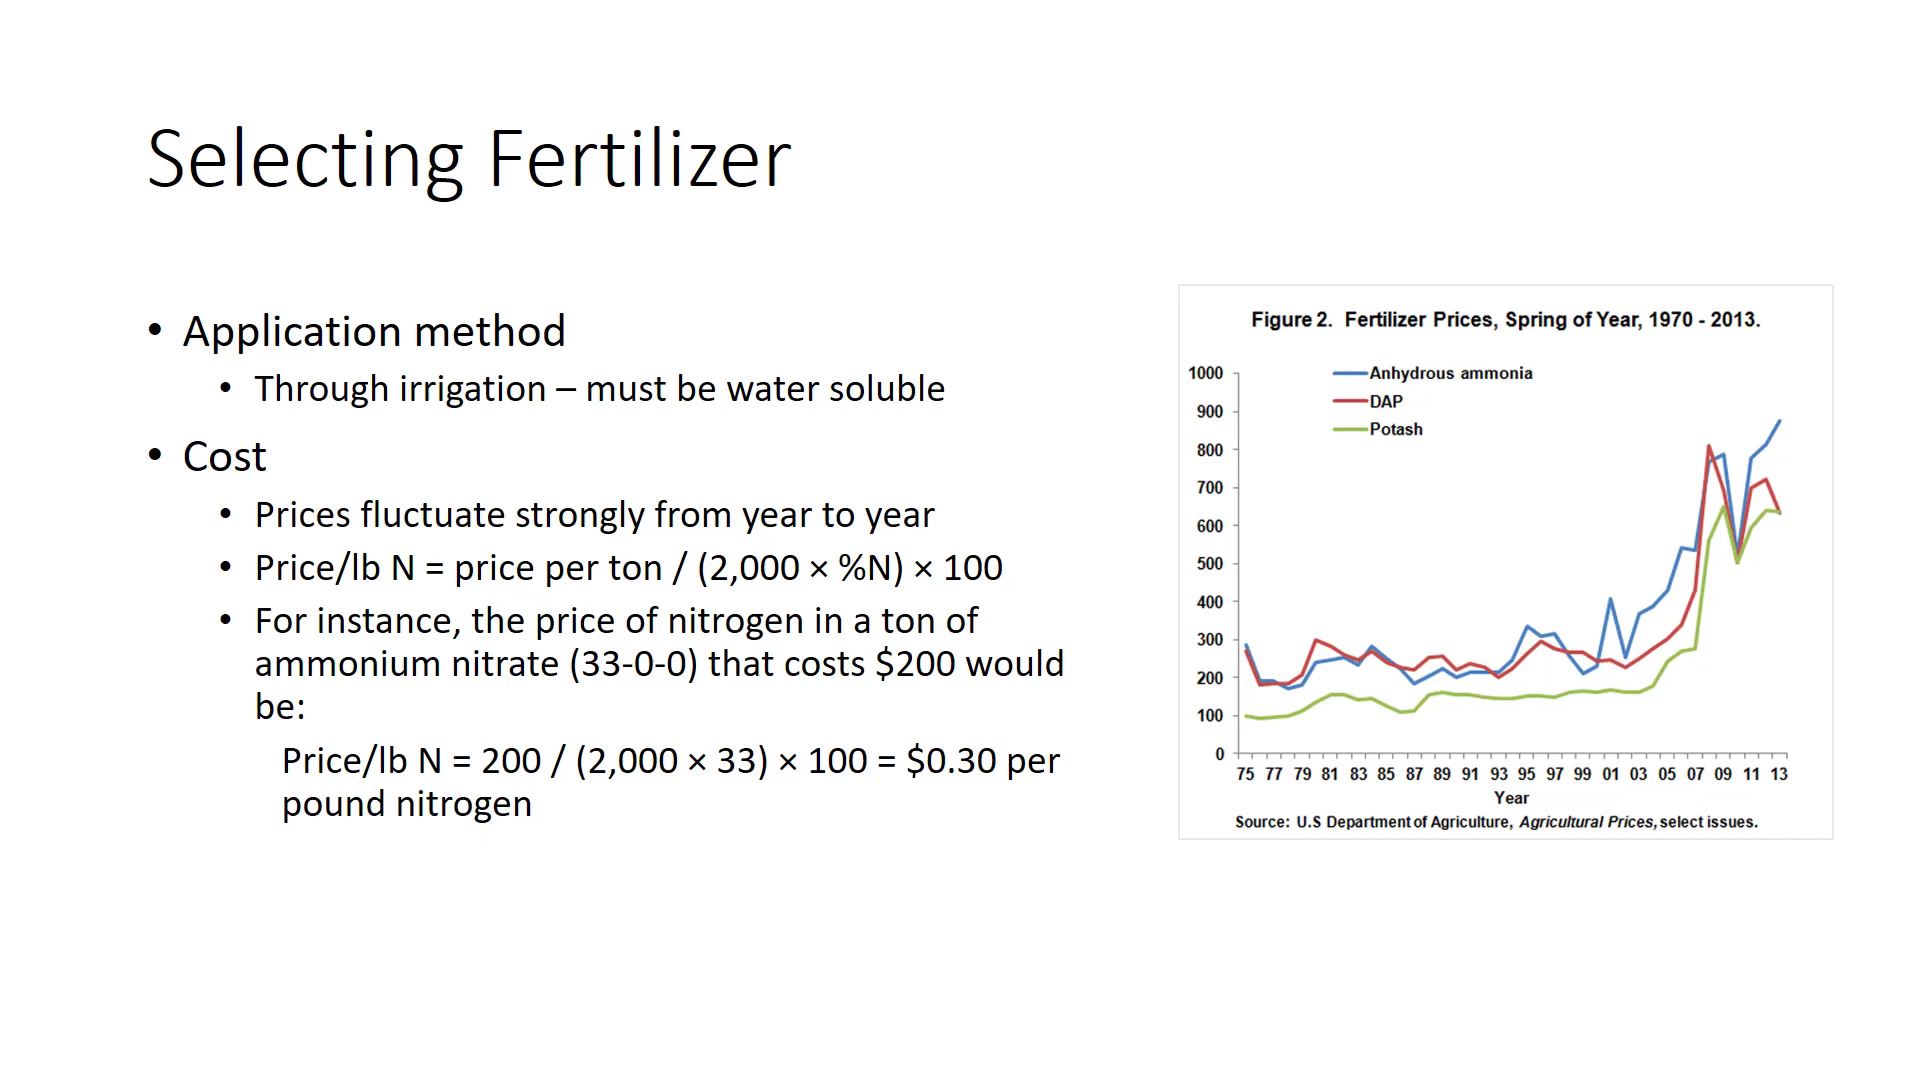 Selecting Fertilizer
• Application method
• Through irrigation – must be water soluble
• Cost
• Prices fluctuate strongly from year to year
• Price/lb N = price per ton / (2,000 × %N) × 100
• For instance, the price of nitrogen in a ton of
ammonium nitrate (33-0-0) that costs $200 would
be:
Price/lb N = 200 / (2,000 × 33) × 100 = $0.30 per
pound nitrogen
Figure 2. Fertilizer Prices, Spring of Year, 1970 - 2013.
Anhydrous ammonia
DAP
Potash
1000
900
800
700
600
500
400
300
200
100
0
75 77 79 81 83 85 87 89 91 93 95 97 99 01 03 05 07 09 11 13
Year
Source: U.S Department of Agriculture, Agricultural Prices, select issues.